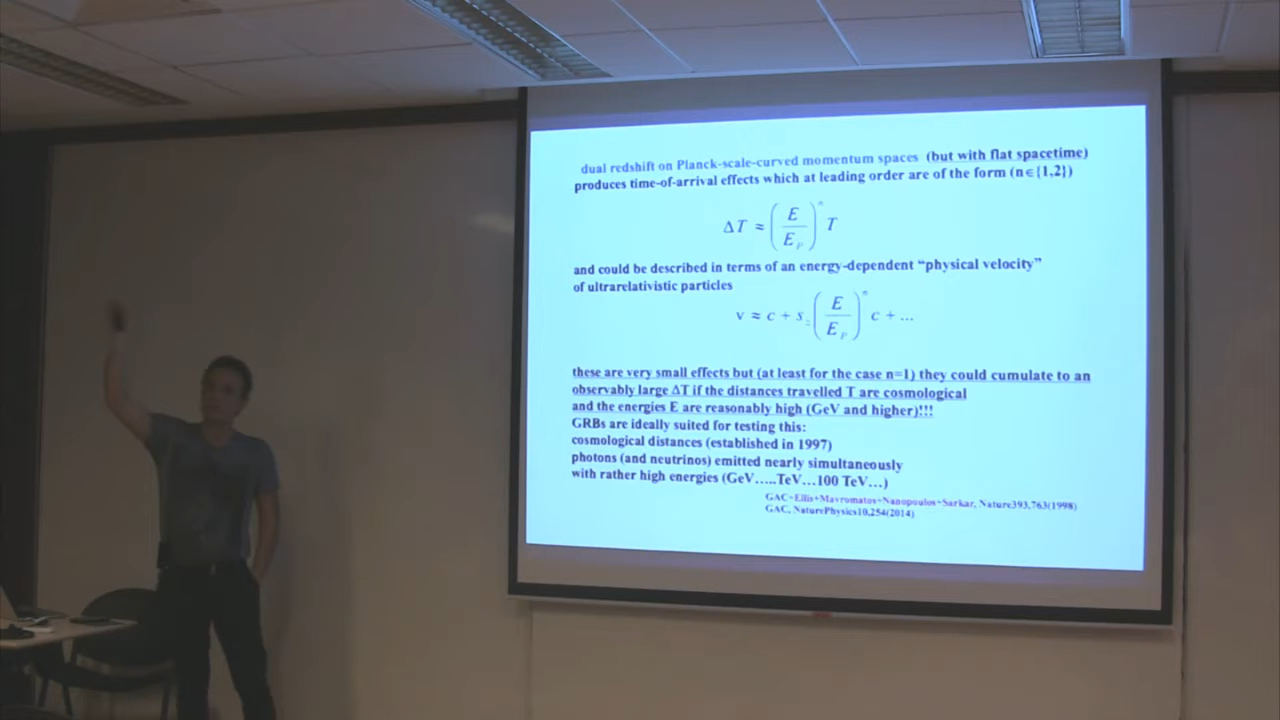 dual redshift on Planck-scale-curved momentum spaces (but with flat spacetime)
produces time-of-arrival effects which at leading order are of the form (n∈{1,2})
ΔT ≈ (E/E_p)^n T
and could be described in terms of an energy-dependent “physical velocity”
of ultrarelativistic particles
v ≈ c + s_± (E/E_p)^n c + ...
these are very small effects but (at least for the case n=1) they could cumulate to an
observably large ΔT if the distances travelled T are cosmological
and the energies E are reasonably high (GeV and higher)!!!
GRBs are ideally suited for testing this:
cosmological distances (established in 1997)
photons (and neutrinos) emitted nearly simultaneously
with rather high energies (GeV…..TeV…100 TeV…)
GAC+Ellis+Mavromatos+Nanopoulos+Sarkar, Nature393,763(1998)
GAC, NaturePhysics10,254(2014)